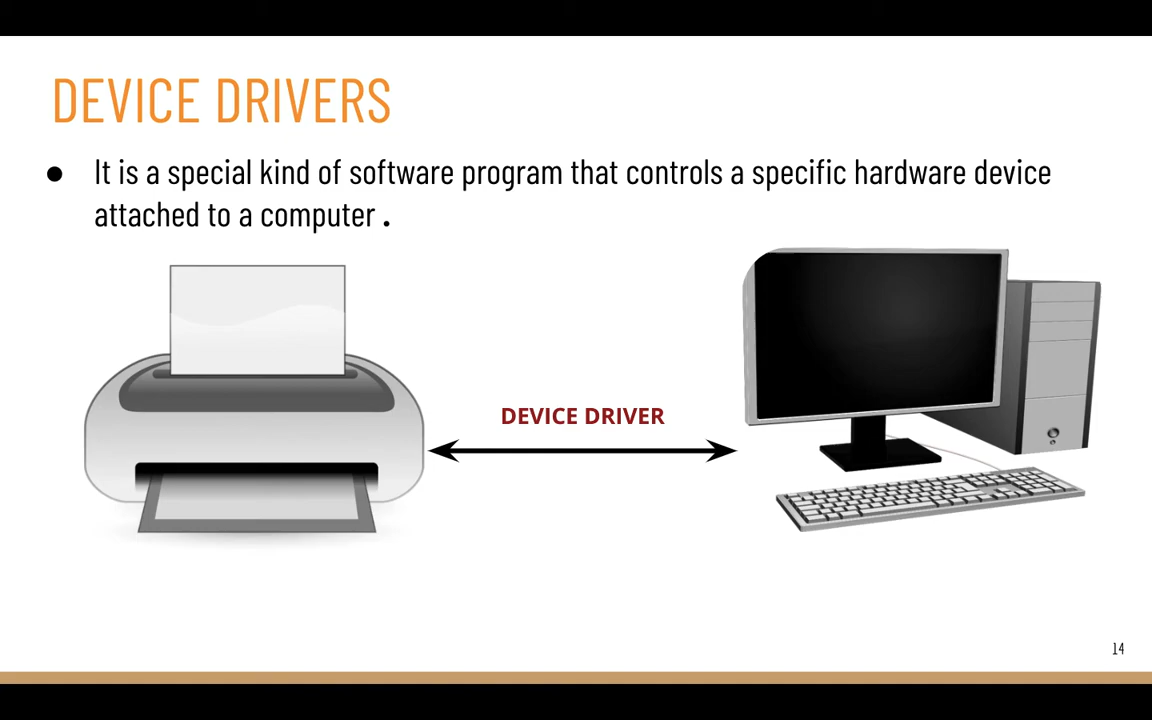 DEVICE DRIVERS
● It is a special kind of software program that controls a specific hardware device
attached to a computer .
DEVICE DRIVER
14